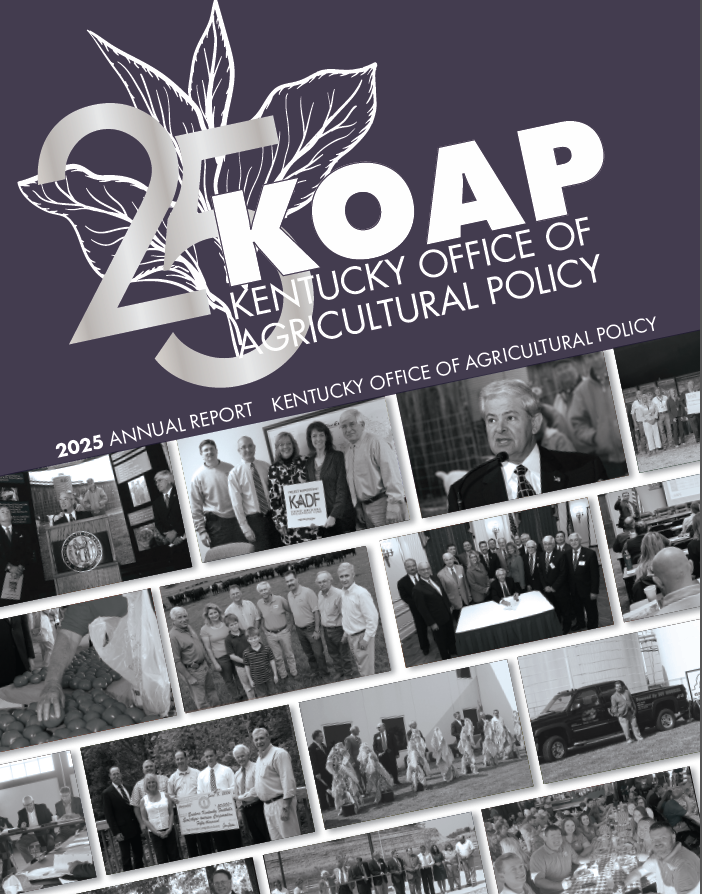 25
KOAP
KENTUCKY OFFICE OF
AGRICULTURAL POLICY
2025 ANNUAL REPORT KENTUCKY OFFICE OF AGRICULTURAL POLICY
KADF